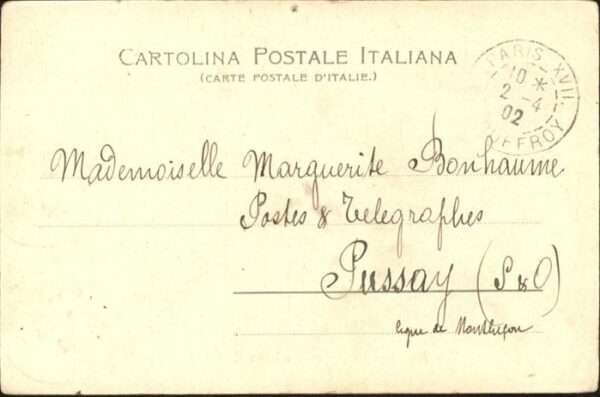 CARTOLINA POSTALE ITALIANA
(CARTE POSTALE D'ITALIE.)
PARIS XVII
10 *
2 -4
02
JOFFROY
Mademoiselle Marguerite Bonhaume
Postes & Telegraphes
Pussay (S & O)
ligne de